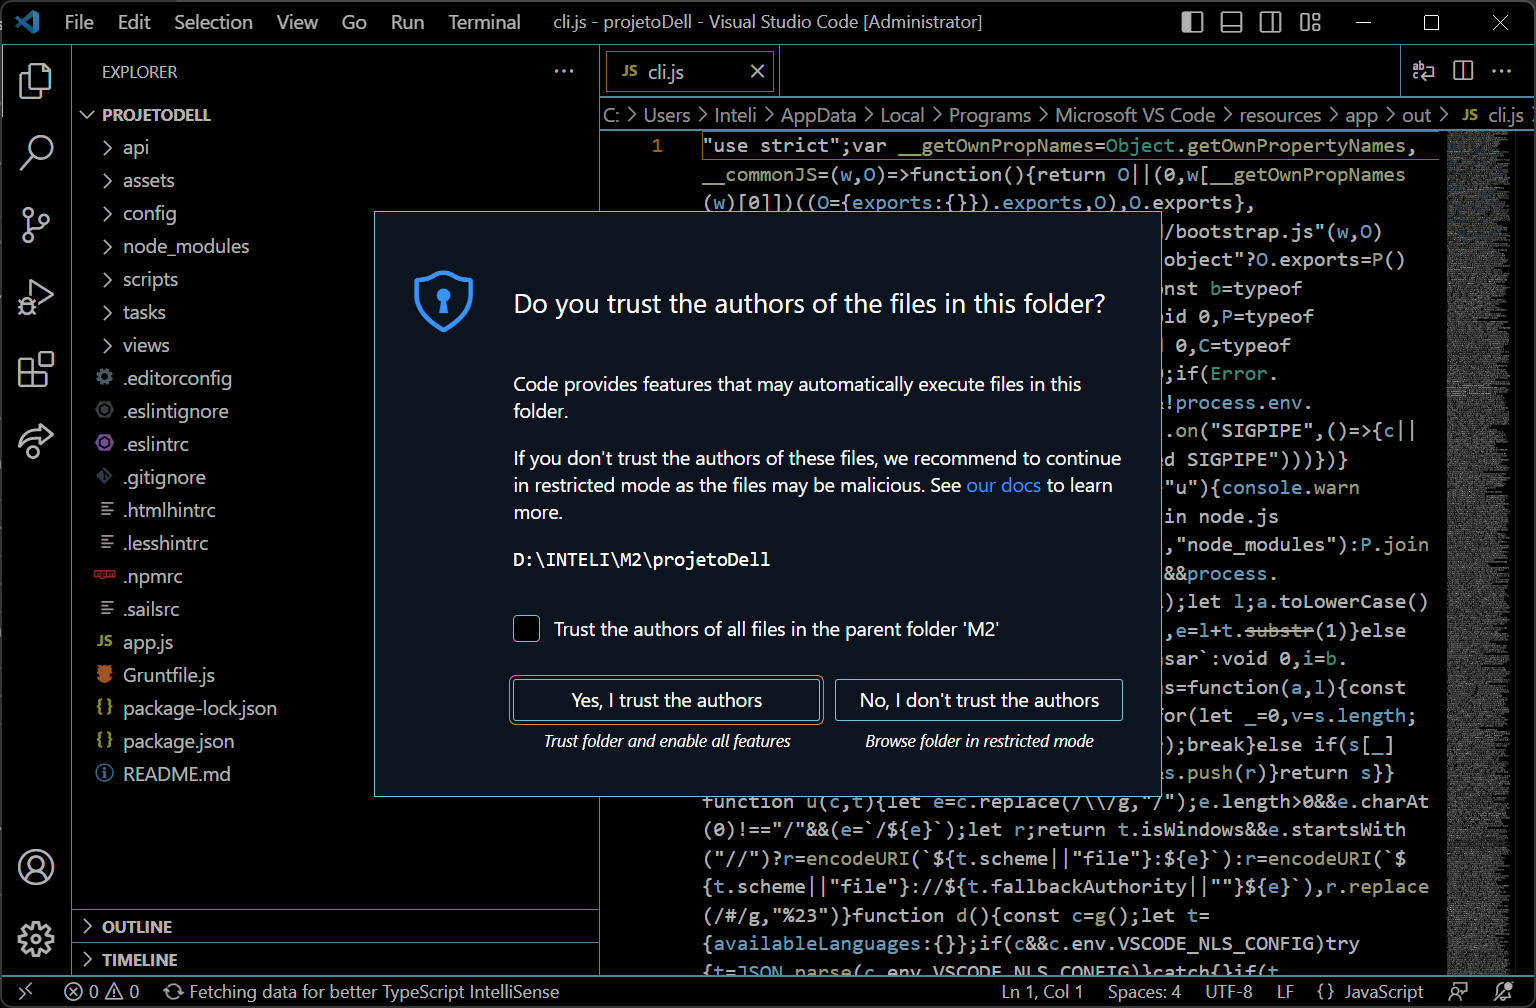 File Edit Selection View Go Run Terminal cli.js - projetoDell - Visual Studio Code [Administrator]
EXPLORER
PROJETODELL
api
assets
config
node_modules
scripts
tasks
views
.editorconfig
.eslintignore
.eslintrc
.gitignore
.htmlhintrc
.lesshintrc
.npmrc
.sailsrc
JS app.js
Gruntfile.js
{} package-lock.json
{} package.json
README.md
OUTLINE
TIMELINE
JS cli.js
C: > Users > Inteli > AppData > Local > Programs > Microsoft VS Code > resources > app > out > JS cli.js
1 "use strict";var __getOwnPropNames=Object.getOwnPropertyNames,
__commonJS=(w,O)=>function(){return O||(0,w[__getOwnPropNames
(w)[0]])((O={exports:{}}).exports,O),O.exports},
/bootstrap.js"(w,O)
object"?O.exports=P()
nst b=typeof
id 0,P=typeof
0,C=typeof
;if(Error.
!process.env.
.on("SIGPIPE",()=>{c||
d SIGPIPE")))})}
"u"){console.warn
in node.js
,"node_modules"):P.join
&&process.
);let l;a.toLowerCase()
,e=l+t.substr(1)}else
sar`:void 0,i=b.
s=function(a,l){const
or(let _=0,v=s.length;
);break}else if(s[_]
s.push(r)}return s}}
function u(c,t){let e=c.replace(/\\/g,"/");e.length>0&&e.charAt
(0)!=="/"&&(e=`/${e}`);let r;return t.isWindows&&e.startsWith
("//")?r=encodeURI(`${t.scheme||"file"}:${e}`):r=encodeURI(`$
{t.scheme||"file"}://${t.fallbackAuthority||""}${e}`),r.replace
(/#/g,"%23")}function d(){const c=g();let t=
{availableLanguages:{}};if(c&&c.env.VSCODE_NLS_CONFIG)try
{t=JSON.parse(c.env.VSCODE_NLS_CONFIG)}catch{}if(t.
Do you trust the authors of the files in this folder?
Code provides features that may automatically execute files in this
folder.
If you don't trust the authors of these files, we recommend to continue
in restricted mode as the files may be malicious. See our docs to learn
more.
D:\INTELI\M2\projetoDell
Trust the authors of all files in the parent folder 'M2'
Yes, I trust the authors
No, I don't trust the authors
Trust folder and enable all features
Browse folder in restricted mode
0 0 Fetching data for better TypeScript IntelliSense
Ln 1, Col 1 Spaces: 4 UTF-8 LF {} JavaScript